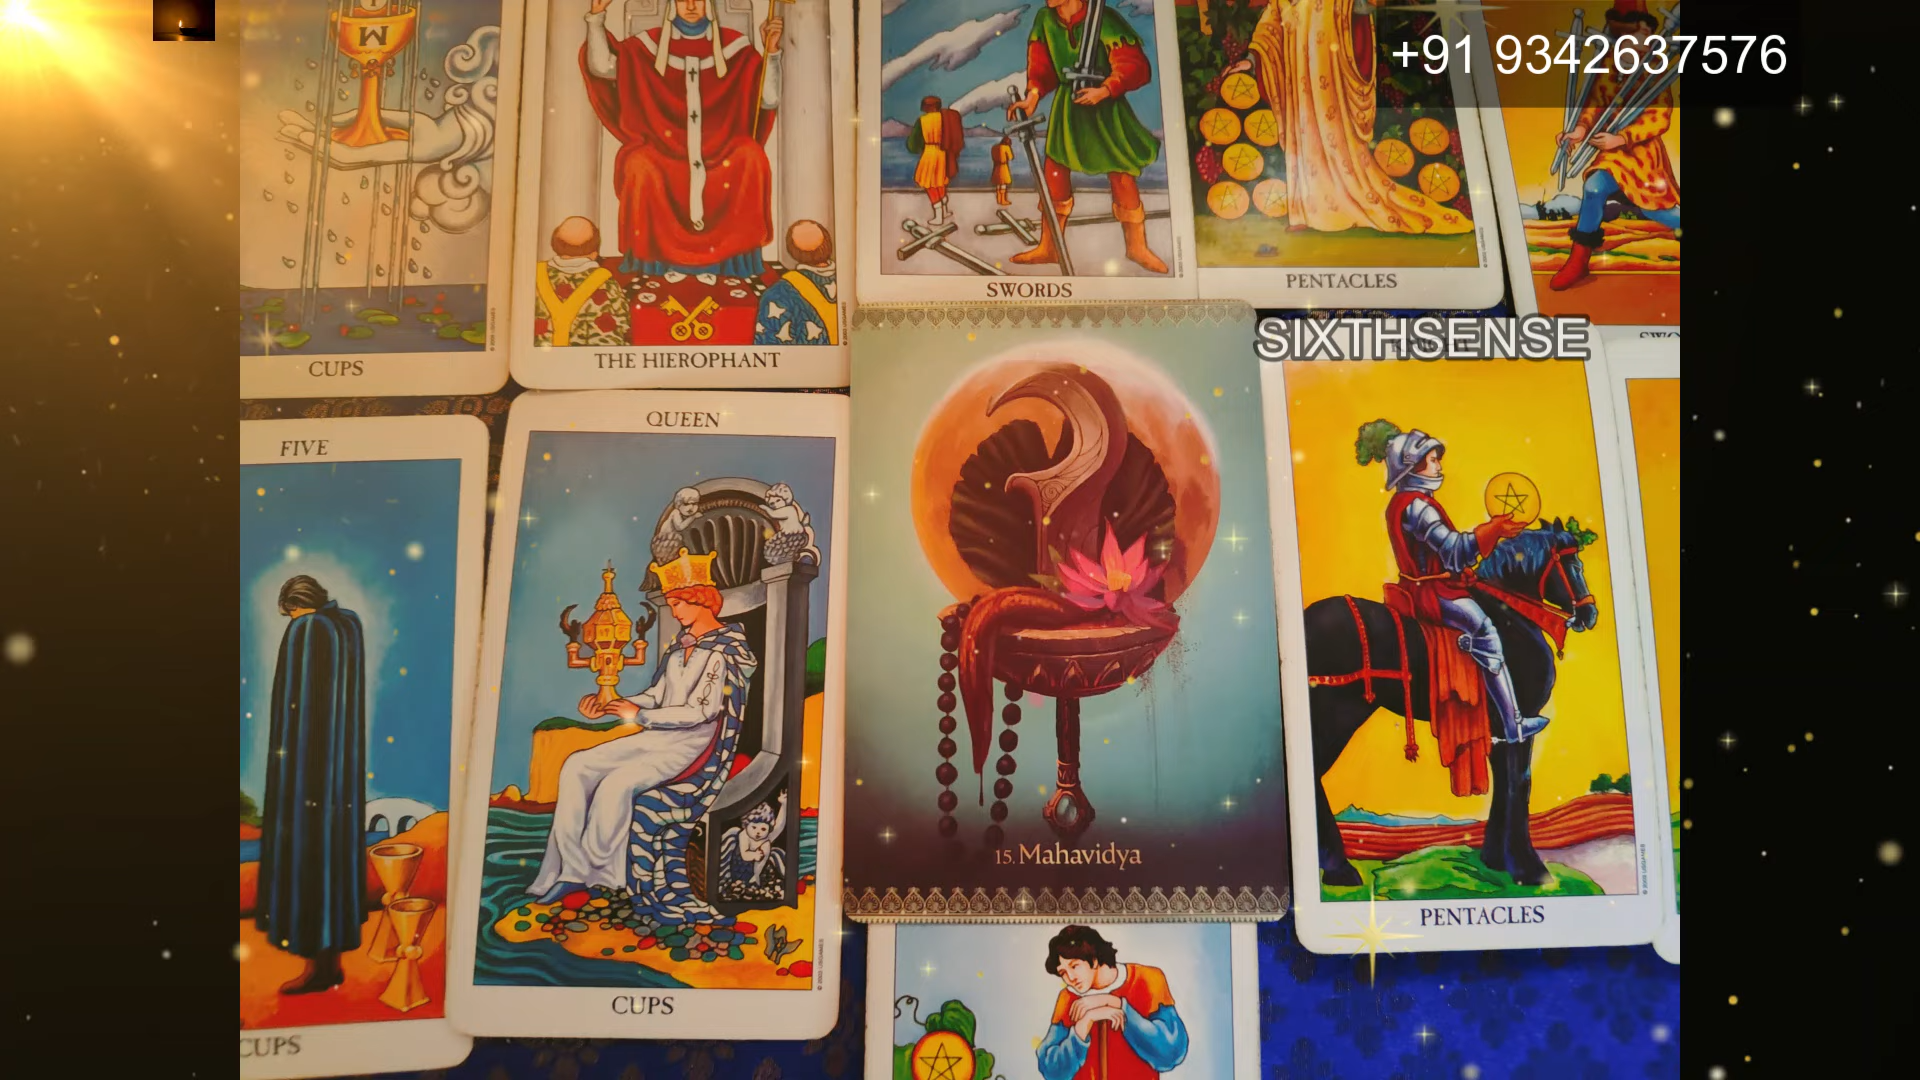 +91 9342637576
SWORDS
PENTACLES
SIXTHSENSE
CUPS
THE HIEROPHANT
QUEEN
FIVE
15. Mahavidya
PENTACLES
CUPS
CUPS